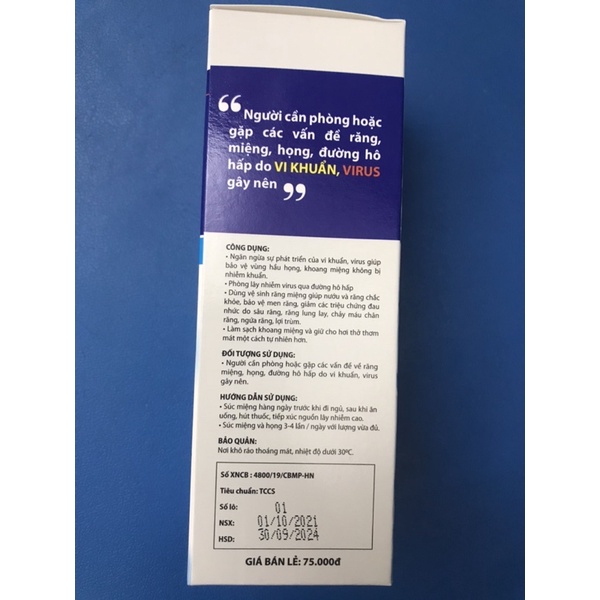 “ Người cần phòng hoặc
gặp các vấn đề răng,
miệng, họng, đường hô
hấp do VI KHUẨN, VIRUS
gây nên ”
CÔNG DỤNG:
• Ngăn ngừa sự phát triển của vi khuẩn, virus giúp
bảo vệ vùng hầu họng, khoang miệng không bị
nhiễm khuẩn.
• Phòng lây nhiễm virus qua đường hô hấp
• Dùng vệ sinh răng miệng giúp nướu và răng chắc
khỏe, bảo vệ men răng, giảm các triệu chứng đau
nhức do sâu răng, răng lung lay, chảy máu chân
răng, ngứa răng, lợi trùm.
• Làm sạch khoang miệng và giữ cho hơi thở thơm
mát một cách tự nhiên hơn.
ĐỐI TƯỢNG SỬ DỤNG:
• Người cần phòng hoặc gặp các vấn đề về răng
miệng, họng, đường hô hấp do vi khuẩn, virus
gây nên.
HƯỚNG DẪN SỬ DỤNG:
• Súc miệng hàng ngày trước khi đi ngủ, sau khi ăn
uống, hút thuốc, tiếp xúc nguồn lây nhiễm cao.
• Súc miệng và họng 3-4 lần / ngày với lượng vừa đủ.
BẢO QUẢN:
Nơi khô ráo thoáng mát, nhiệt độ dưới 30ºC.
Số XNCB : 4800/19/CBMP-HN
Tiêu chuẩn: TCCS
Số lô: 01
NSX: 01/10/2021
HSD: 30/09/2024
GIÁ BÁN LẺ: 75.000đ